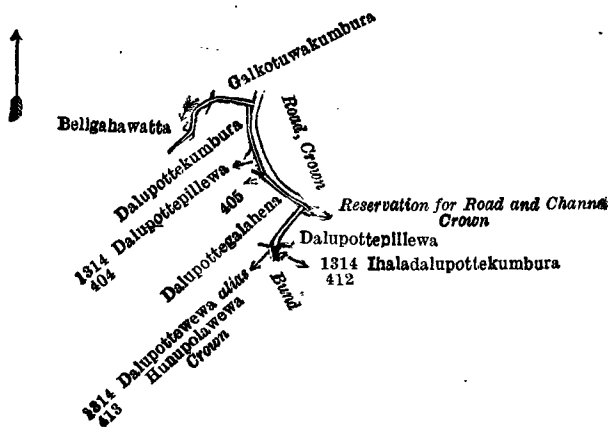 Galkotuwakumbura
Beligahawatta
Road, Crown
Dalupottekumbura
1314 Dalupottepillewa
404
405
Dalupottegalahena
Reservation for Road and Channe
Crown
Dalupottepillewa
1314 Ihaladalupottekumbura
412
Bund
1314 Dalupottewewa alias
413 Hunupolawewa
Crown